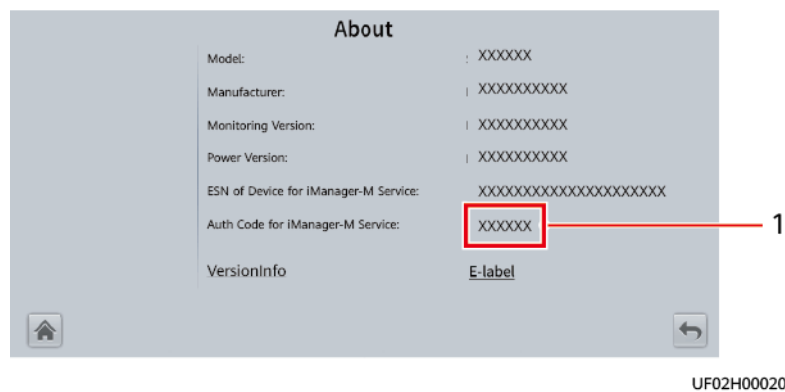 About
Model: : XXXXXX
Manufacturer: | XXXXXXXXXX
Monitoring Version: | XXXXXXXXXX
Power Version: | XXXXXXXXXX
ESN of Device for iManager-M Service: XXXXXXXXXXXXXXXXXXXXX
Auth Code for iManager-M Service: XXXXXX 1
VersionInfo E-label
UF02H00020